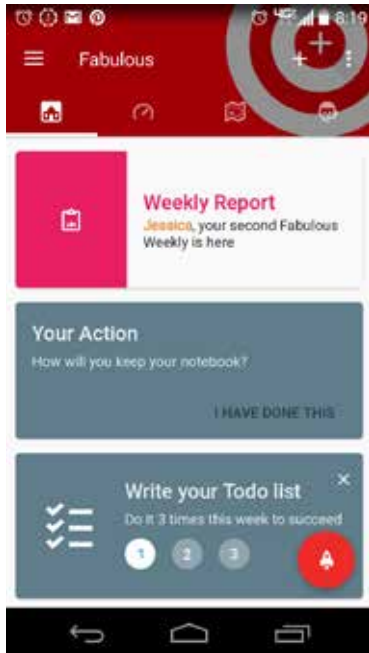 4G 8:19
Fabulous
Weekly Report
Jessica, your second Fabulous
Weekly is here
Your Action
How will you keep your notebook?
I HAVE DONE THIS
Write your Todo list
Do it 3 times this week to succeed
1 2 3